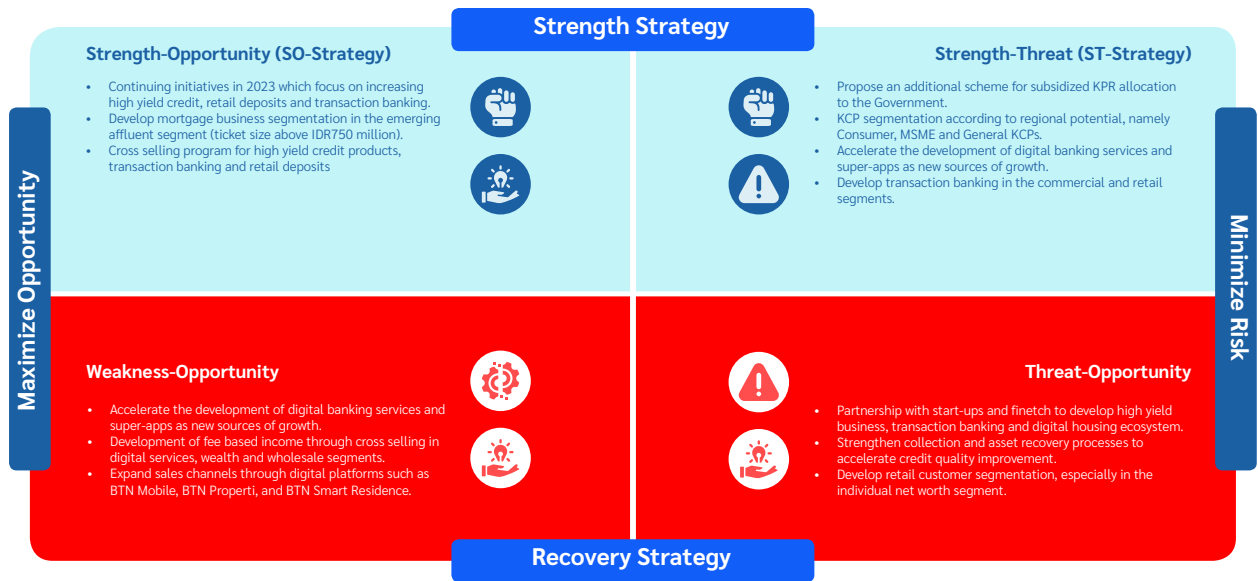 Strength Strategy
Maximize Opportunity
Strength-Opportunity (SO-Strategy)
• Continuing initiatives in 2023 which focus on increasing
high yield credit, retail deposits and transaction banking.
• Develop mortgage business segmentation in the emerging
affluent segment (ticket size above IDR750 million).
• Cross selling program for high yield credit products,
transaction banking and retail deposits
Strength-Threat (ST-Strategy)
• Propose an additional scheme for subsidized KPR allocation
to the Government.
• KCP segmentation according to regional potential, namely
Consumer, MSME and General KCPs.
• Accelerate the development of digital banking services and
super-apps as new sources of growth.
• Develop transaction banking in the commercial and retail
segments.
Minimize Risk
Weakness-Opportunity
• Accelerate the development of digital banking services and
super-apps as new sources of growth.
• Development of fee based income through cross selling in
digital services, wealth and wholesale segments.
• Expand sales channels through digital platforms such as
BTN Mobile, BTN Properti, and BTN Smart Residence.
Threat-Opportunity
• Partnership with start-ups and finetch to develop high yield
business, transaction banking and digital housing ecosystem.
• Strengthen collection and asset recovery processes to
accelerate credit quality improvement.
• Develop retail customer segmentation, especially in the
individual net worth segment.
Recovery Strategy